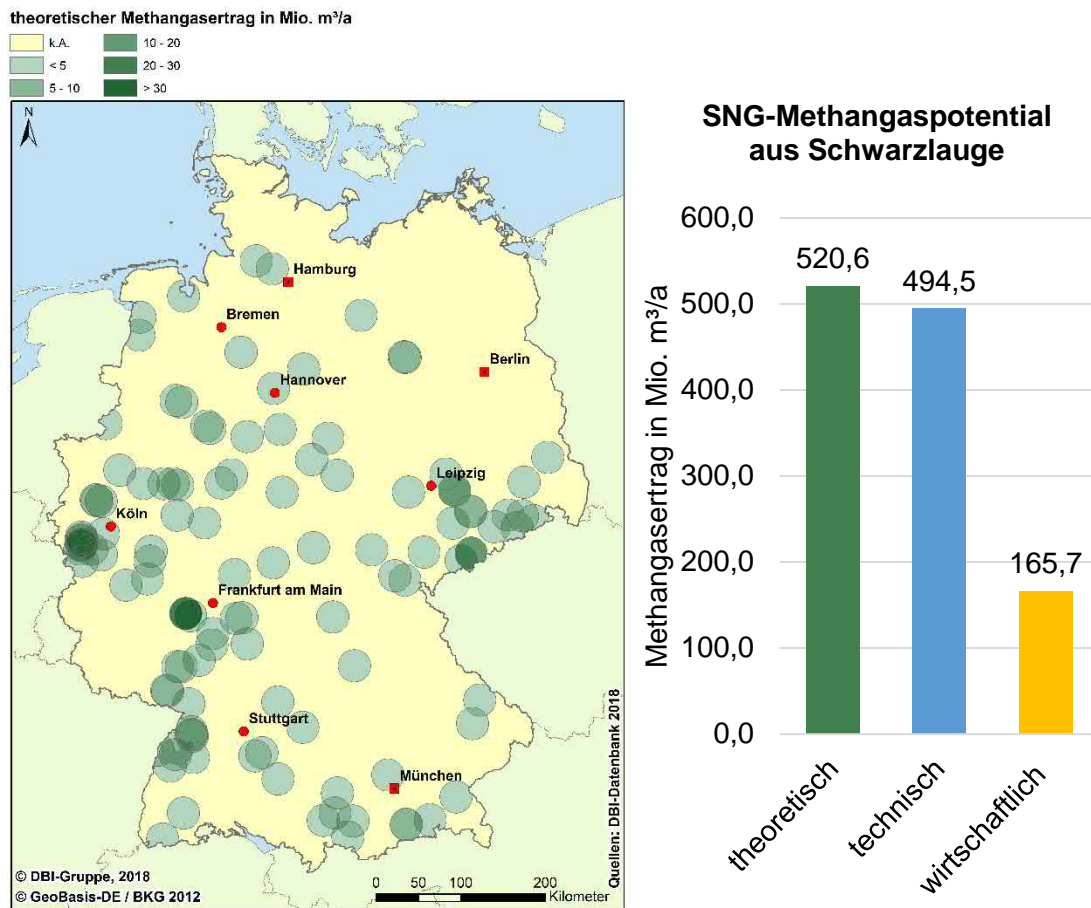 theoretischer Methangasertrag in Mio. m³/a
k.A.
10 - 20
< 5
20 - 30
5 - 10
> 30
N
Hamburg
Bremen
Berlin
Hannover
Leipzig
Köln
Frankfurt am Main
Stuttgart
München
Quellen: DBI-Datenbank 2018
© DBI-Gruppe, 2018
© GeoBasis-DE / BKG 2012
0 50 100 200
Kilometer
SNG-Methangaspotential
aus Schwarzlauge
Methangasertrag in Mio. m³/a
600,0
500,0
400,0
300,0
200,0
100,0
0,0
520,6
494,5
165,7
theoretisch
technisch
wirtschaftlich